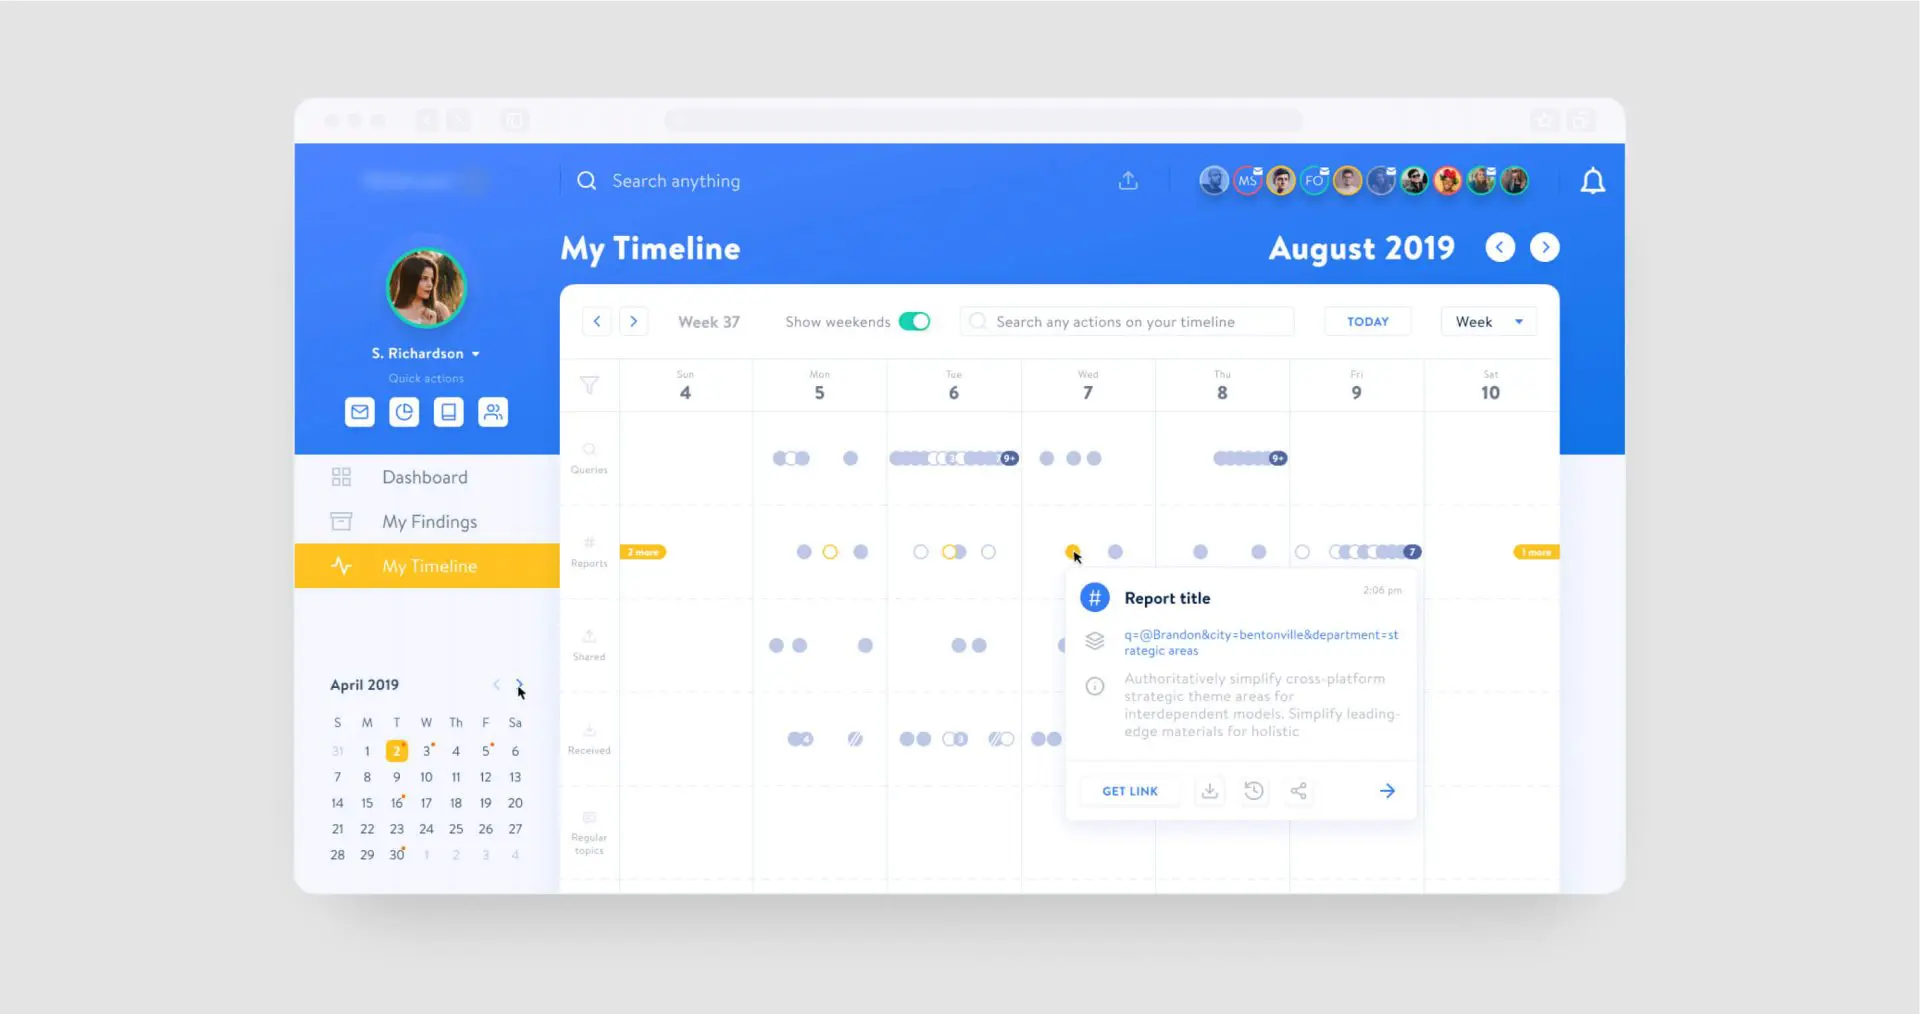 Search anything
MS
FO
My Timeline
August 2019
S. Richardson
Quick actions
Dashboard
My Findings
My Timeline
April 2019
S M T W Th F Sa
31 1 2 3 4 5 6
7 8 9 10 11 12 13
14 15 16 17 18 19 20
21 22 23 24 25 26 27
28 29 30 1 2 3 4
Week 37
Show weekends
Search any actions on your timeline
TODAY
Week
Sun Mon Tue Wed Thu Fri Sat
4 5 6 7 8 9 10
Queries
9+
9+
Reports
2 more
7
1 more
Shared
Received
4
3
Regular
topics
#
Report title
2:06 pm
q=@Brandon&city=bentonville&department=st
rategic areas
Authoritatively simplify cross-platform
strategic theme areas for
interdependent models. Simplify leading-
edge materials for holistic
GET LINK